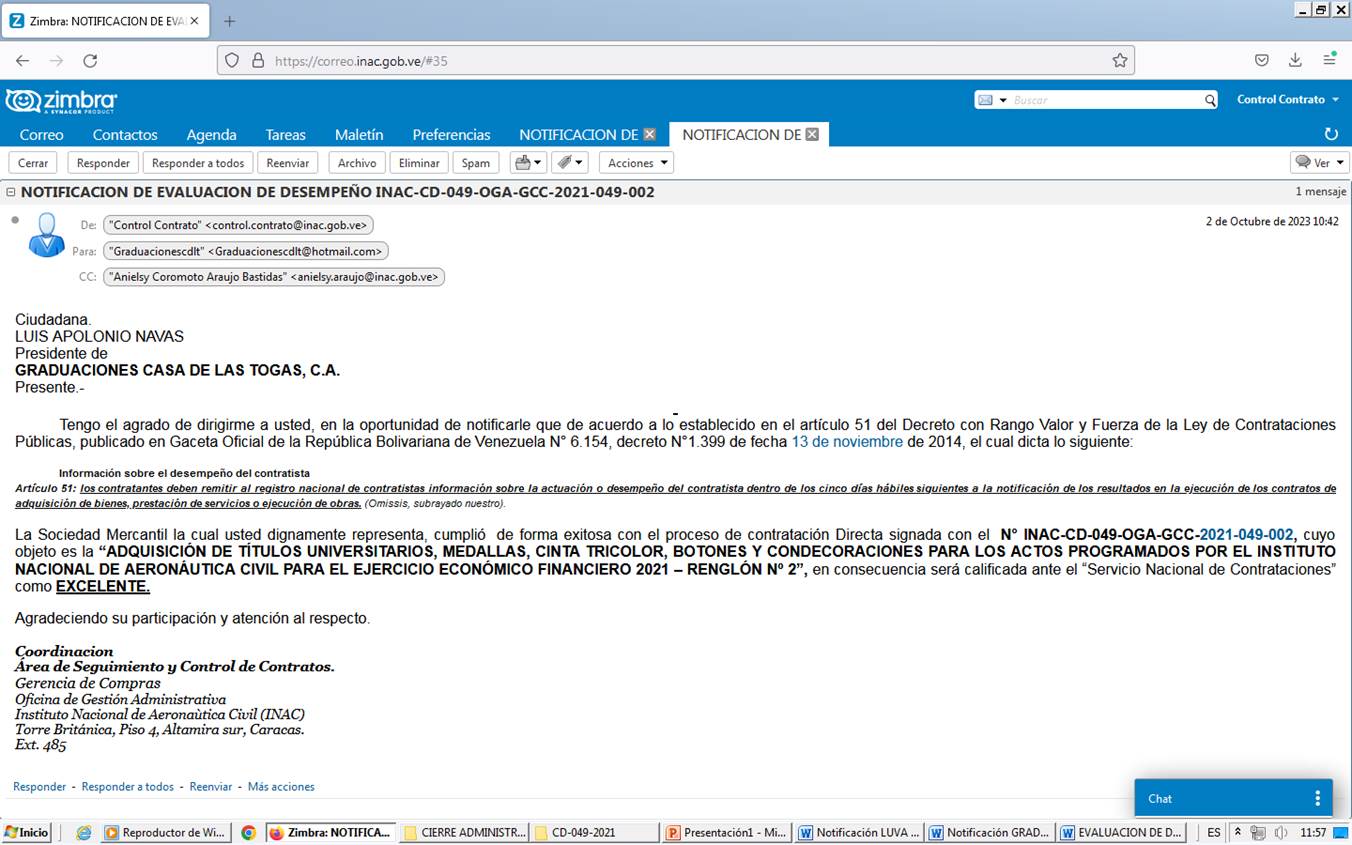 Zimbra: NOTIFICACION DE EVA
https://correo.inac.gob.ve/#35
zimbra
A SYNACOR PRODUCT
Buscar
Control Contrato
Correo Contactos Agenda Tareas Maletín Preferencias NOTIFICACION DE NOTIFICACION DE
Cerrar Responder Responder a todos Reenviar Archivo Eliminar Spam Acciones Ver
NOTIFICACION DE EVALUACION DE DESEMPEÑO INAC-CD-049-OGA-GCC-2021-049-002 1 mensaje
De: "Control Contrato" <control.contrato@inac.gob.ve> 2 de Octubre de 2023 10:42
Para: "Graduacionescdlt" <Graduacionescdlt@hotmail.com>
CC: "Anielsy Coromoto Araujo Bastidas" <anielsy.araujo@inac.gob.ve>
Ciudadana.
LUIS APOLONIO NAVAS
Presidente de
GRADUACIONES CASA DE LAS TOGAS, C.A.
Presente.-
Tengo el agrado de dirigirme a usted, en la oportunidad de notificarle que de acuerdo a lo establecido en el artículo 51 del Decreto con Rango Valor y Fuerza de la Ley de Contrataciones
Públicas, publicado en Gaceta Oficial de la República Bolivariana de Venezuela N° 6.154, decreto N°1.399 de fecha 13 de noviembre de 2014, el cual dicta lo siguiente:
Información sobre el desempeño del contratista
Artículo 51: los contratantes deben remitir al registro nacional de contratistas información sobre la actuación o desempeño del contratista dentro de los cinco días hábiles siguientes a la notificación de los resultados en la ejecución de los contratos de
adquisición de bienes, prestación de servicios o ejecución de obras. (Omissis, subrayado nuestro).
La Sociedad Mercantil la cual usted dignamente representa, cumplió de forma exitosa con el proceso de contratación Directa signada con el N° INAC-CD-049-OGA-GCC-2021-049-002, cuyo
objeto es la “ADQUISICIÓN DE TÍTULOS UNIVERSITARIOS, MEDALLAS, CINTA TRICOLOR, BOTONES Y CONDECORACIONES PARA LOS ACTOS PROGRAMADOS POR EL INSTITUTO
NACIONAL DE AERONÁUTICA CIVIL PARA EL EJERCICIO ECONÓMICO FINANCIERO 2021 – RENGLÓN Nº 2”, en consecuencia será calificada ante el “Servicio Nacional de Contrataciones”
como EXCELENTE.
Agradeciendo su participación y atención al respecto.
Coordinacion
Área de Seguimiento y Control de Contratos.
Gerencia de Compras
Oficina de Gestión Administrativa
Instituto Nacional de Aeronaùtica Civil (INAC)
Torre Británica, Piso 4, Altamira sur, Caracas.
Ext. 485
Responder - Responder a todos - Reenviar - Más acciones
Chat
Inicio Reproductor de Wi... Zimbra: NOTIFICA... CIERRE ADMINISTR... CD-049-2021 Presentación1 - Mi... Notificación LUVA ... Notificación GRAD... EVALUACION DE D... ES 11:57